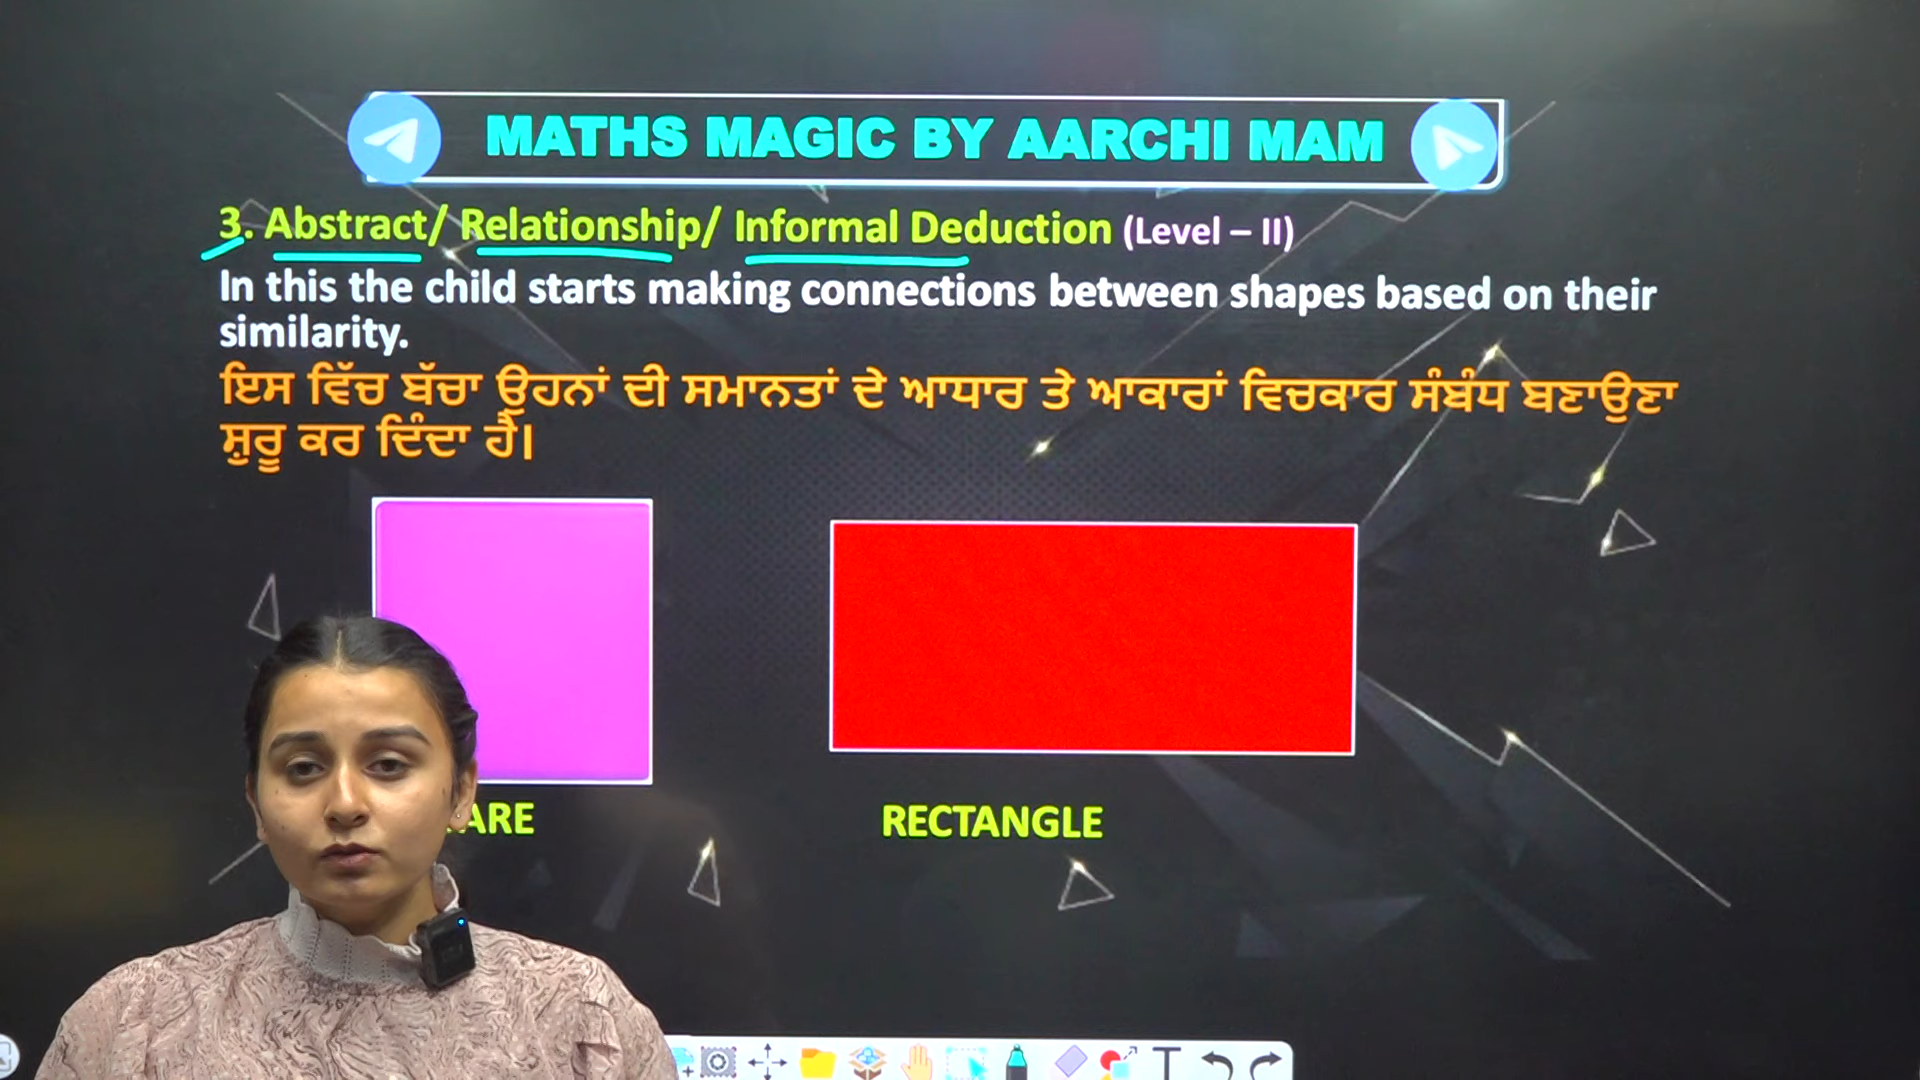 MATHS MAGIC BY AARCHI MAM
3. Abstract/ Relationship/ Informal Deduction (Level – II)
In this the child starts making connections between shapes based on their
similarity.
ਇਸ ਵਿੱਚ ਬੱਚਾ ਉਹਨਾਂ ਦੀ ਸਮਾਨਤਾਂ ਦੇ ਆਧਾਰ ਤੇ ਆਕਾਰਾਂ ਵਿਚਕਾਰ ਸੰਬੰਧ ਬਣਾਉਣਾ
ਸ਼ੁਰੂ ਕਰ ਦਿੰਦਾ ਹੈ।
RECTANGLE